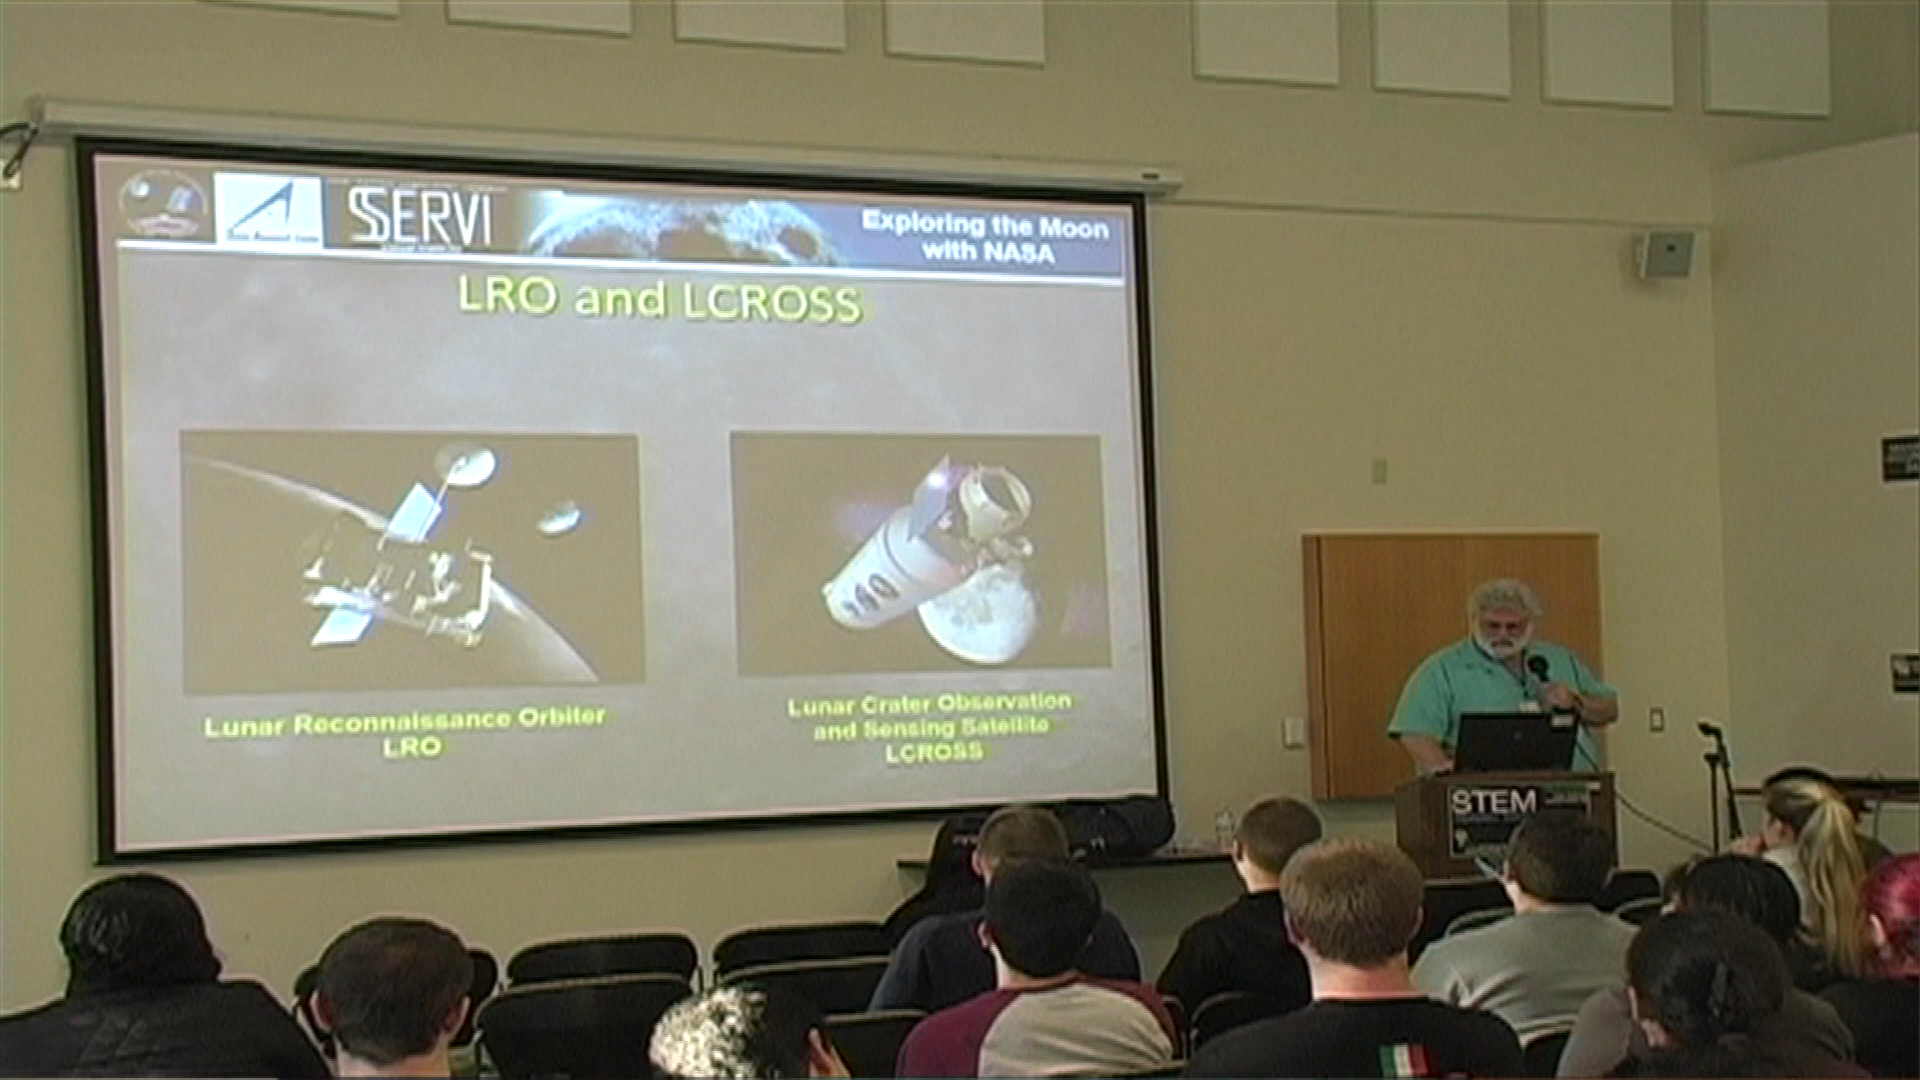 SSERVI
Exploring the Moon
with NASA
LRO and LCROSS
Lunar Reconnaissance Orbiter
LRO
Lunar Crater Observation
and Sensing Satellite
LCROSS
STEM